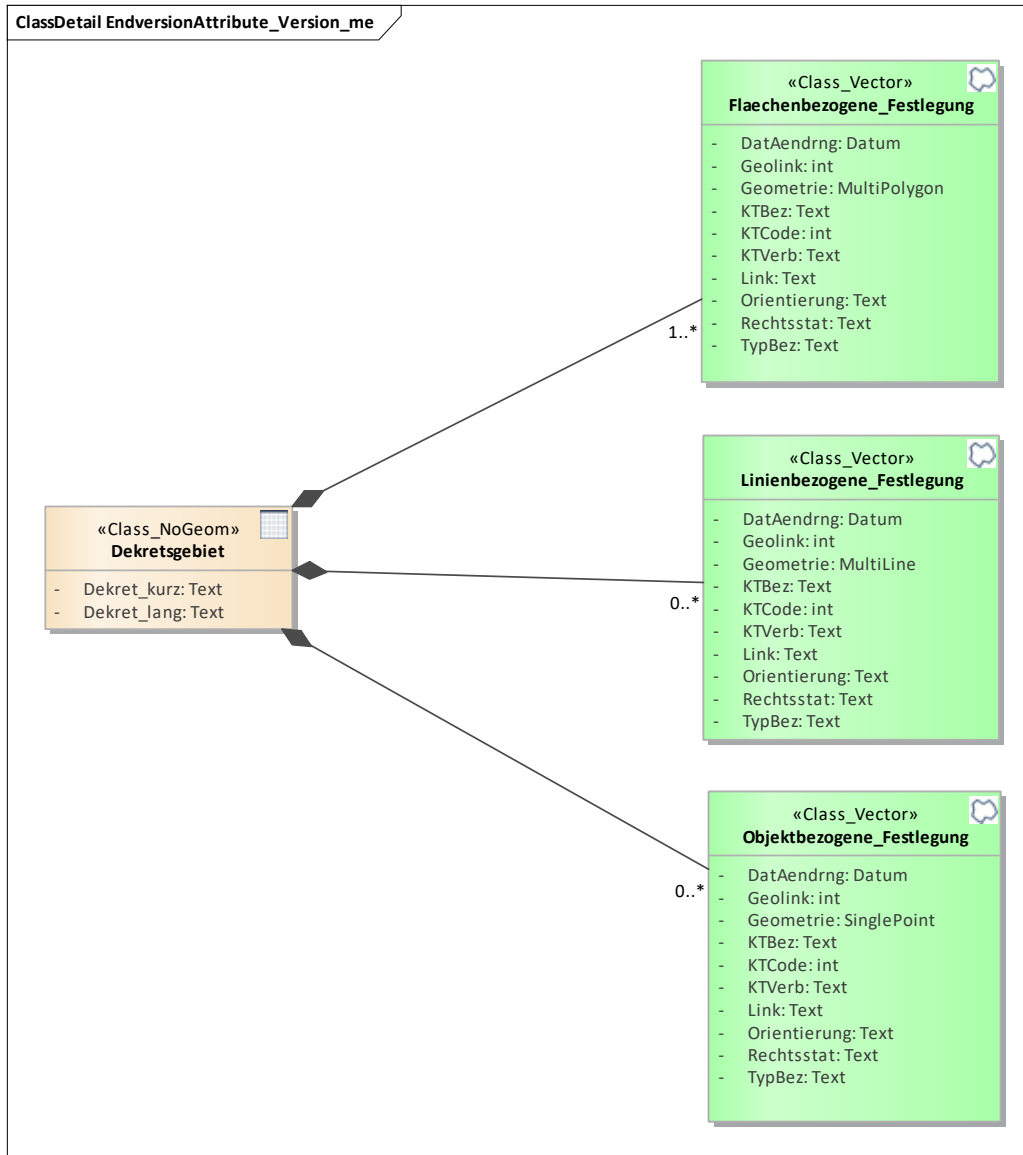 ClassDetail EndversionAttribute_Version_me
«Class_Vector»
Flaechenbezogene_Festlegung
- DatAendrng: Datum
- Geolink: int
- Geometrie: MultiPolygon
- KTBez: Text
- KTCode: int
- KTVerb: Text
- Link: Text
- Orientierung: Text
- Rechtsstat: Text
- TypBez: Text
1..*
«Class_NoGeom»
Dekretsgebiet
- Dekret_kurz: Text
- Dekret_lang: Text
«Class_Vector»
Linienbezogene_Festlegung
- DatAendrng: Datum
- Geolink: int
- Geometrie: MultiLine
- KTBez: Text
- KTCode: int
- KTVerb: Text
- Link: Text
- Orientierung: Text
- Rechtsstat: Text
- TypBez: Text
0..*
«Class_Vector»
Objektbezogene_Festlegung
- DatAendrng: Datum
- Geolink: int
- Geometrie: SinglePoint
- KTBez: Text
- KTCode: int
- KTVerb: Text
- Link: Text
- Orientierung: Text
- Rechtsstat: Text
- TypBez: Text
0..*